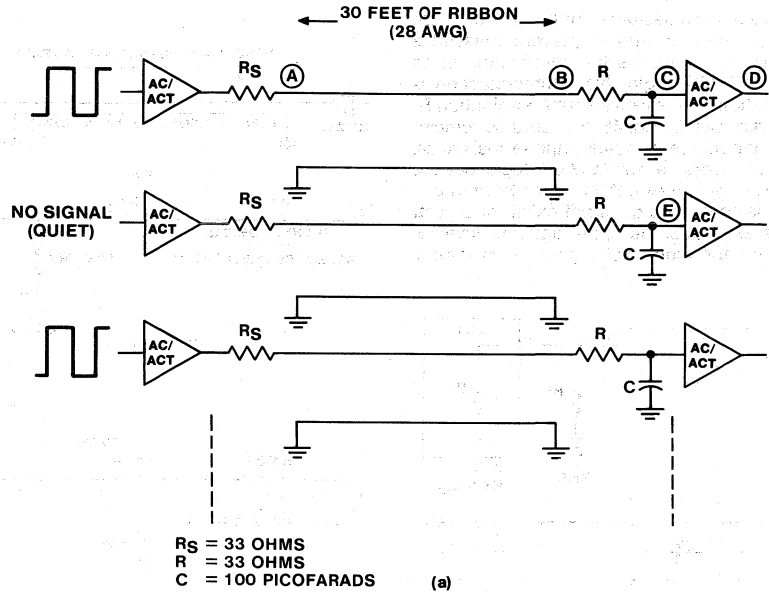 30 FEET OF RIBBON
(28 AWG)
AC/
ACT
RS
A
B
R
C
D
AC/
ACT
C
NO SIGNAL
(QUIET)
AC/
ACT
RS
R
E
AC/
ACT
C
AC/
ACT
RS
R
AC/
ACT
C
RS = 33 OHMS
R = 33 OHMS
C = 100 PICOFARADS
(a)